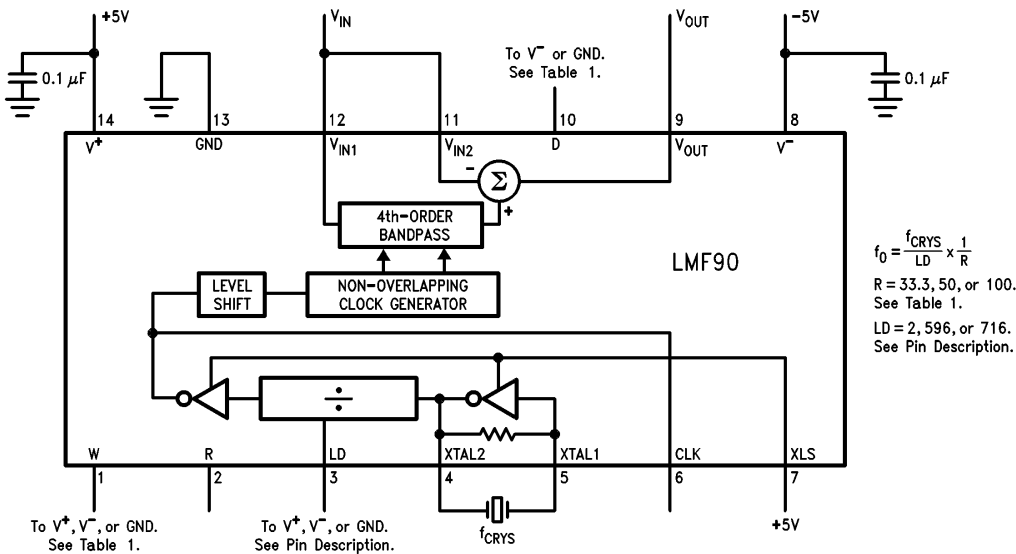 +5V
V_IN
V_OUT
-5V
0.1 μF
To V⁻ or GND.
See Table 1.
0.1 μF
14
13
12
11
10
9
8
V⁺
GND
V_IN1
V_IN2
D
V_OUT
V⁻
-
Σ
+
4th-ORDER
BANDPASS
LMF90
LEVEL
SHIFT
NON-OVERLAPPING
CLOCK GENERATOR
f₀ = f_CRYS/LD × 1/R
R = 33.3, 50, or 100.
See Table 1.
LD = 2, 596, or 716.
See Pin Description.
÷
W
R
LD
XTAL2
XTAL1
CLK
XLS
1
2
3
4
5
6
7
To V⁺, V⁻, or GND.
See Table 1.
To V⁺, V⁻, or GND.
See Pin Description.
f_CRYS
+5V